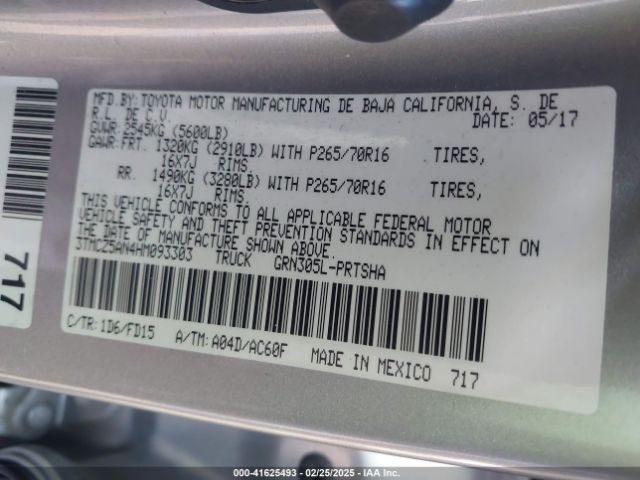 MFD.BY:TOYOTA MOTOR MANUFACTURING DE BAJA CALIFORNIA, S. DE
R.L. DE C.V. DATE: 05/17
GVWR:2545KG (5600LB)
GAWR:FRT. 1320KG (2910LB) WITH P265/70R16 TIRES,
16X7J RIMS,
RR. 1490KG (3280LB) WITH P265/70R16 TIRES,
16X7J RIMS.
THIS VEHICLE CONFORMS TO ALL APPLICABLE FEDERAL MOTOR
VEHICLE SAFETY AND THEFT PREVENTION STANDARDS IN EFFECT ON
THE DATE OF MANUFACTURE SHOWN ABOVE.
3TMCZ5AN4HM093303 TRUCK GRN305L-PRTSHA
C/TR:1D6/FD15 A/TM:A04D/AC60F MADE IN MEXICO 717
717
000-41625493 - 02/25/2025 - IAA, Inc.